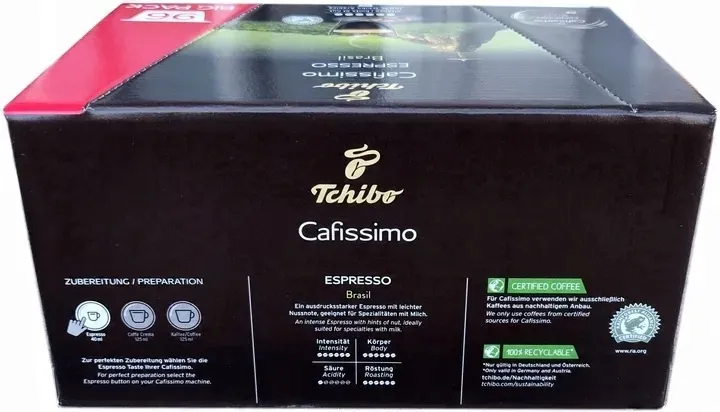 96
BIG PACK
Cafissimo
ESPRESSO
Brasil
Tchibo
Cafissimo
ZUBEREITUNG / PREPARATION
Espresso
40 ml
Caffè Crema
125 ml
Kaffee/Coffee
125 ml
Zur perfekten Zubereitung wählen Sie die
Espresso Taste Ihrer Cafissimo.
For perfect preparation select the
Espresso button on your Cafissimo machine.
ESPRESSO
Brasil
Ein ausdrucksstarker Espresso mit leichter
Nussnote, geeignet für Spezialitäten mit Milch.
An intense Espresso with hints of nut, ideally
suited for specialties with milk.
Intensität
Intensity
Körper
Body
Säure
Acidity
Röstung
Roasting
CERTIFIED COFFEE
Für Cafissimo verwenden wir ausschließlich
Kaffees aus nachhaltigem Anbau.
We only use coffees from certified
sources for Cafissimo.
100% RECYCLABLE*
*Nur gültig in Deutschland und Österreich.
*Only valid in Germany and Austria.
tchibo.de/Nachhaltigkeit
tchibo.com/sustainability
www.ra.org